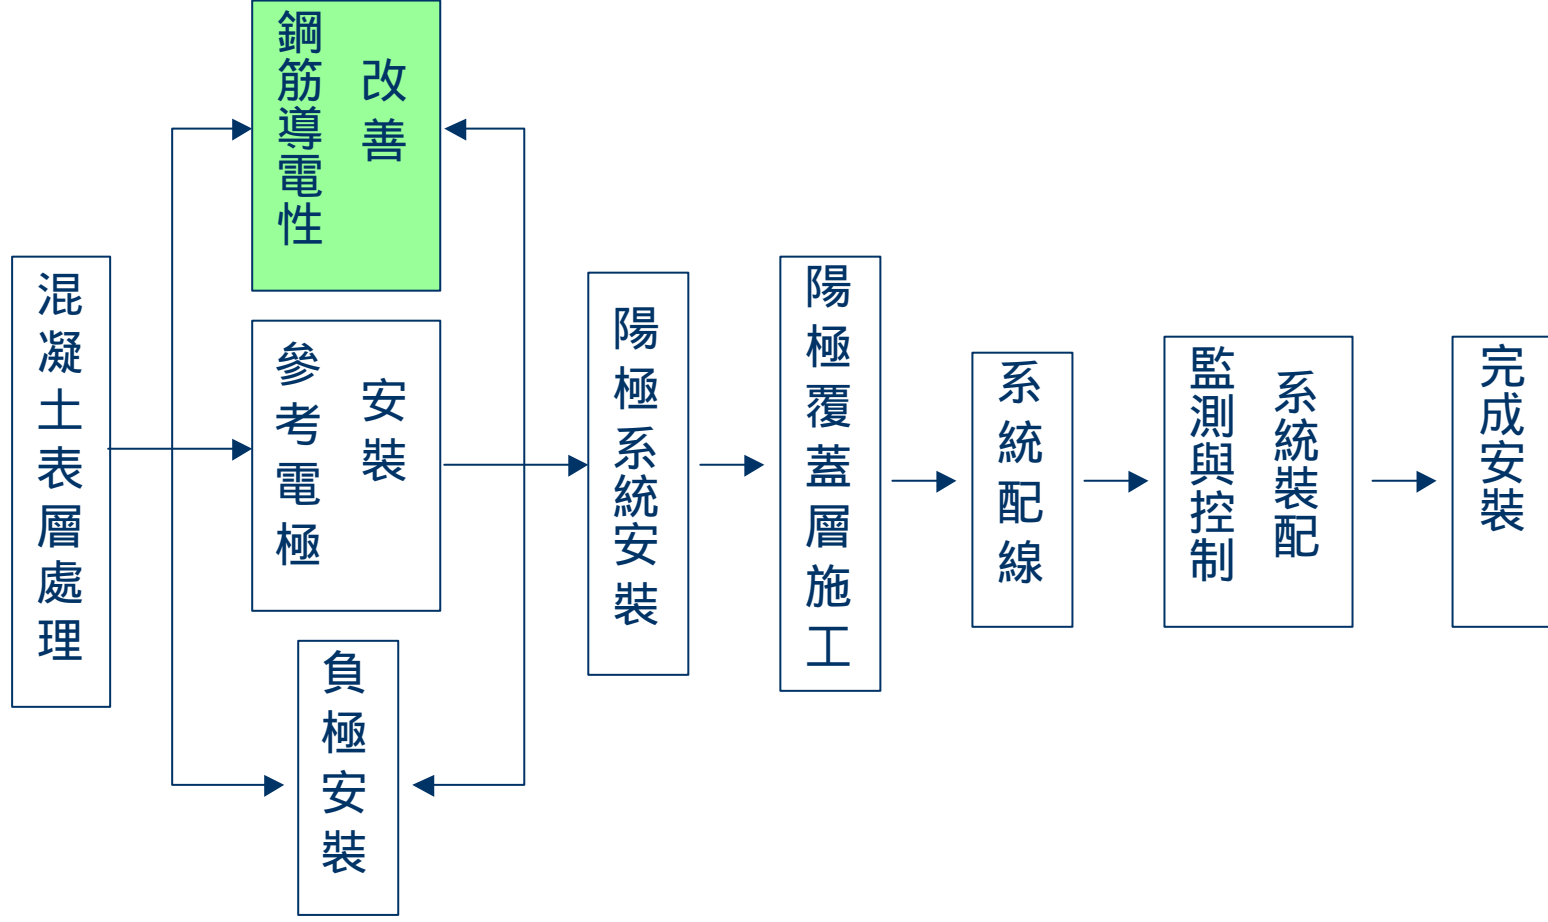 混凝土表層處理
鋼筋導電性
改善
參考電極
安裝
負極安裝
陽極系統安裝
陽極覆蓋層施工
系統配線
監測與控制
系統裝配
完成安裝